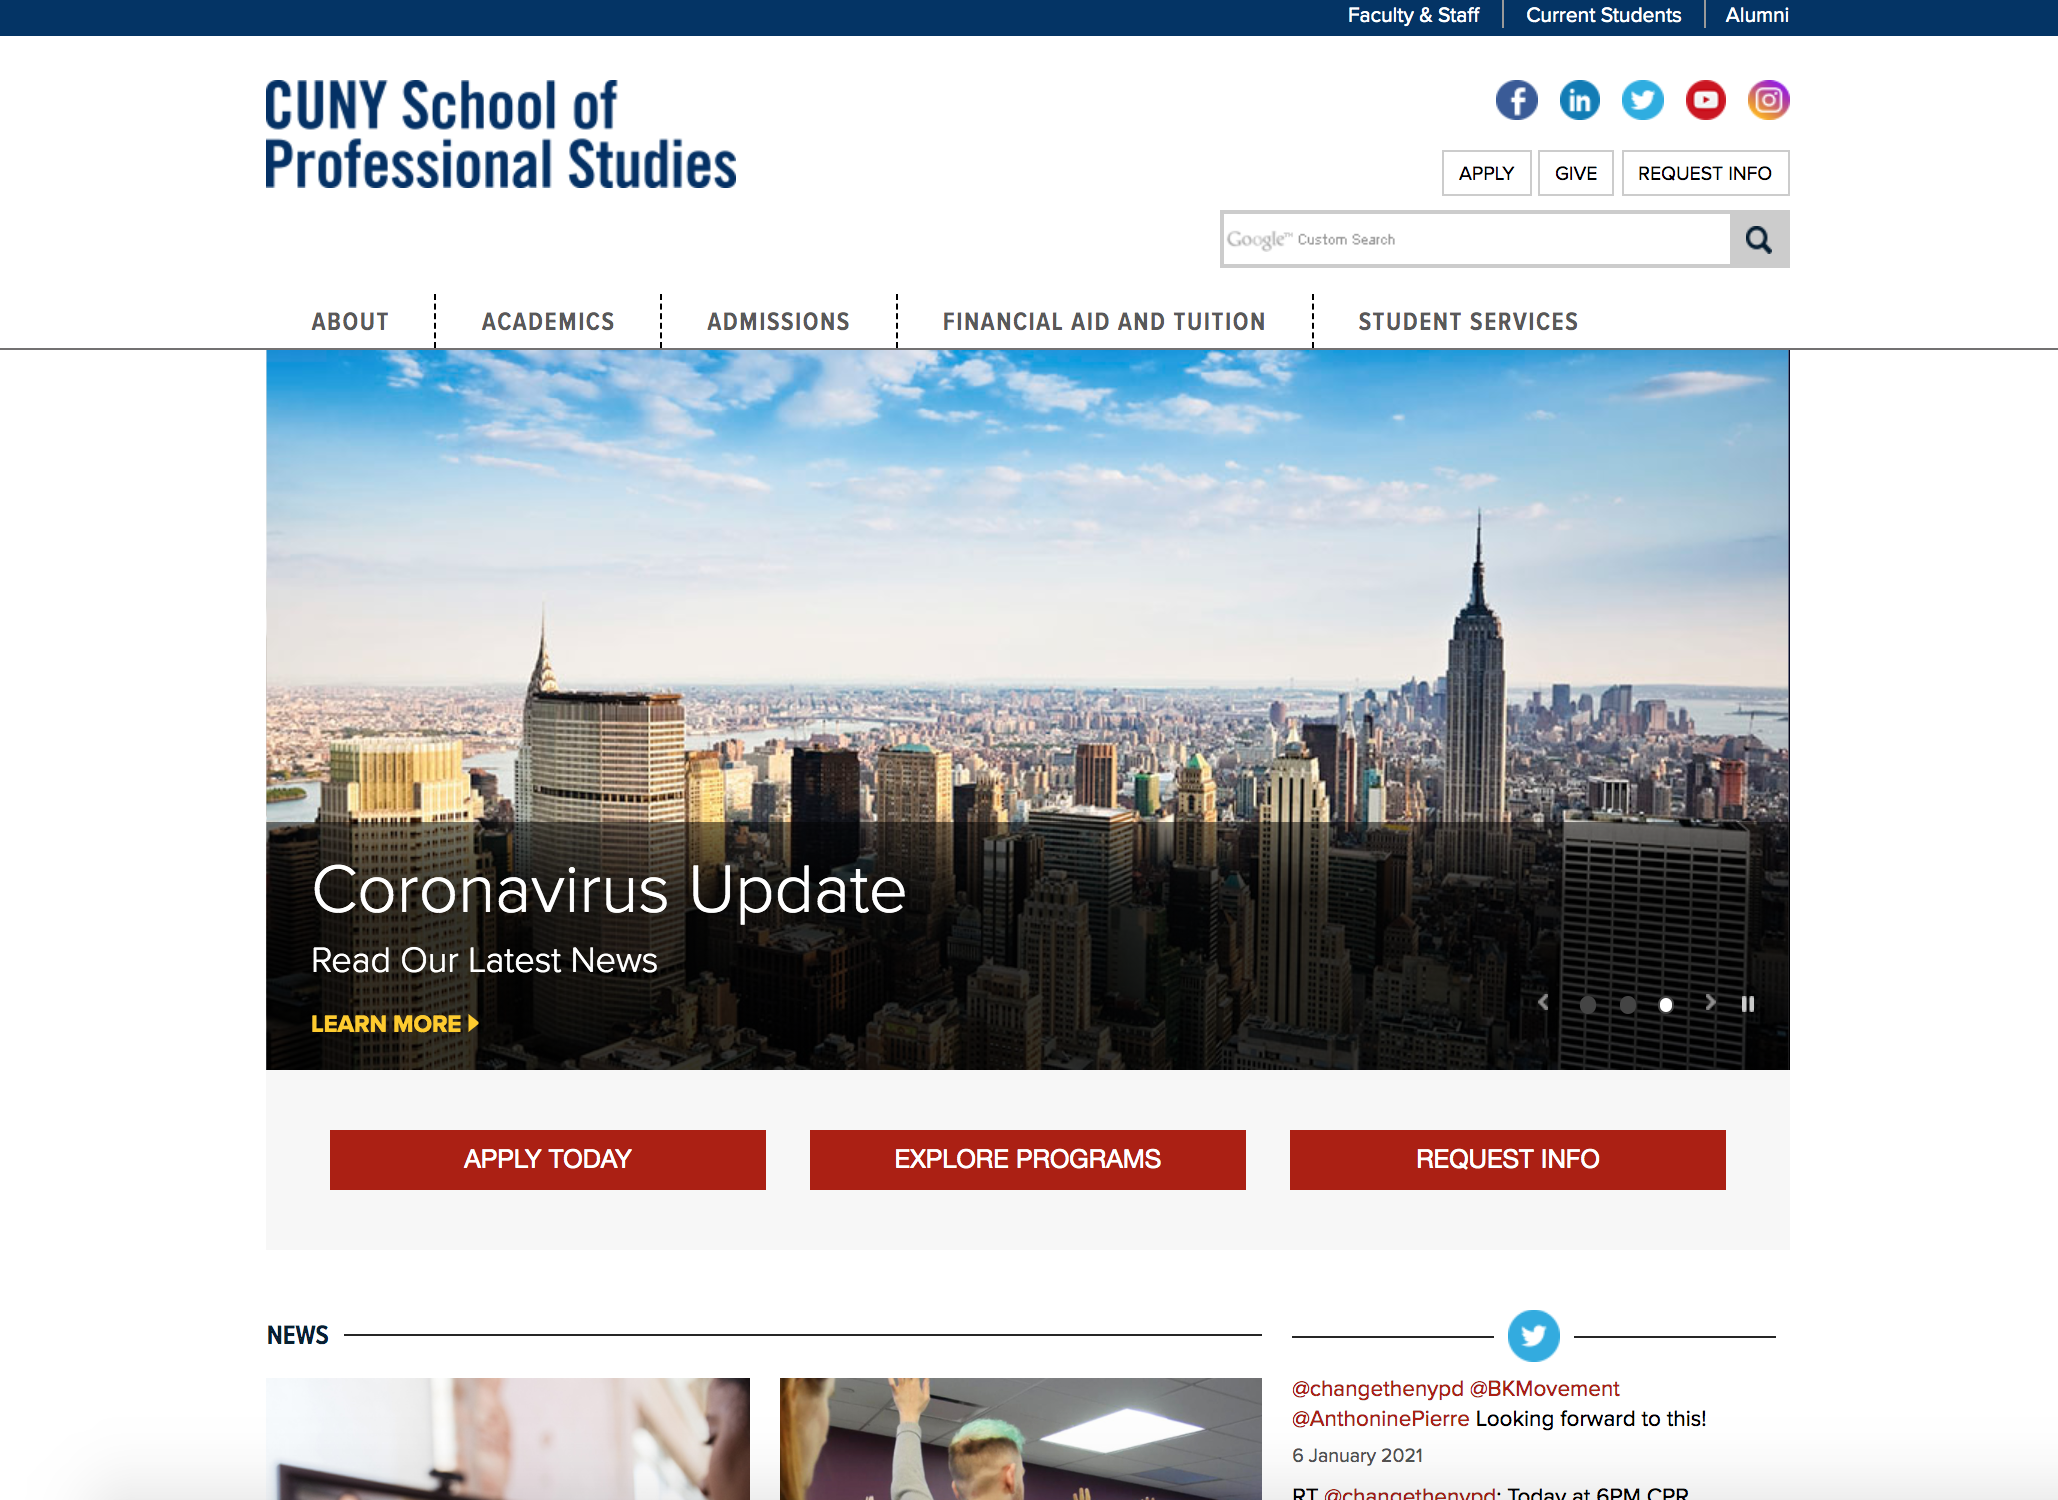 Faculty & Staff
Current Students
Alumni
CUNY School of
Professional Studies
APPLY
GIVE
REQUEST INFO
Google™ Custom Search
ABOUT
ACADEMICS
ADMISSIONS
FINANCIAL AID AND TUITION
STUDENT SERVICES
Coronavirus Update
Read Our Latest News
LEARN MORE
APPLY TODAY
EXPLORE PROGRAMS
REQUEST INFO
NEWS
@changethenypd @BKMovement
@AnthoninePierre Looking forward to this!
6 January 2021
RT @changethenypd: Today at 6PM CPR